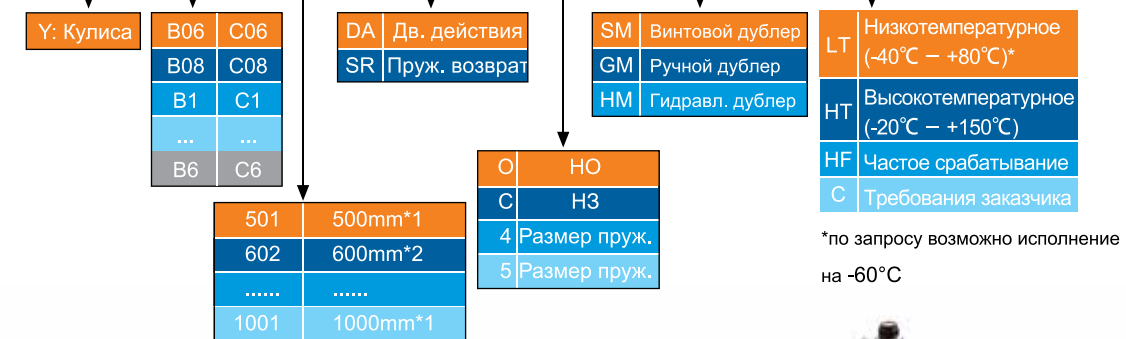 Y: Кулиса
B06 C06
B08 C08
B1 C1
... ...
B6 C6
501 500mm*1
602 600mm*2
...... ......
1001 1000mm*1
DA Дв. действия
SR Пруж. возврат
O НО
C НЗ
4 Размер пруж.
5 Размер пруж.
SM Винтовой дублер
GM Ручной дублер
HM Гидравл. дублер
LT Низкотемпературное
(-40℃ — +80℃)*
HT Высокотемпературное
(-20℃ — +150℃)
HF Частое срабатывание
C Требования заказчика
*по запросу возможно исполнение
на -60°C